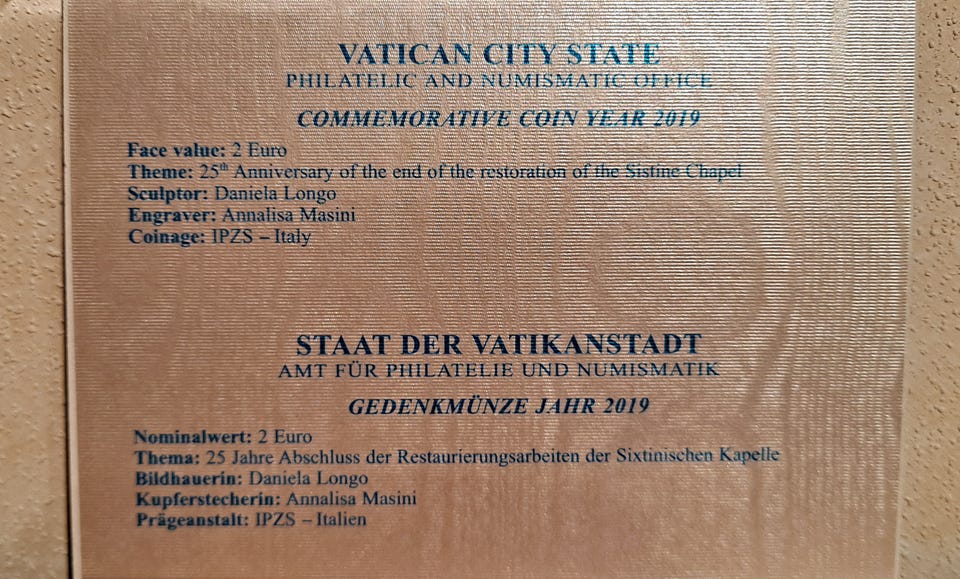 VATICAN CITY STATE
PHILATELIC AND NUMISMATIC OFFICE
COMMEMORATIVE COIN YEAR 2019
Face value: 2 Euro
Theme: 25th Anniversary of the end of the restoration of the Sistine Chapel
Sculptor: Daniela Longo
Engraver: Annalisa Masini
Coinage: IPZS – Italy
STAAT DER VATIKANSTADT
AMT FÜR PHILATELIE UND NUMISMATIK
GEDENKMÜNZE JAHR 2019
Nominalwert: 2 Euro
Thema: 25 Jahre Abschluss der Restaurierungsarbeiten der Sixtinischen Kapelle
Bildhauerin: Daniela Longo
Kupferstecherin: Annalisa Masini
Prägeanstalt: IPZS – Italien